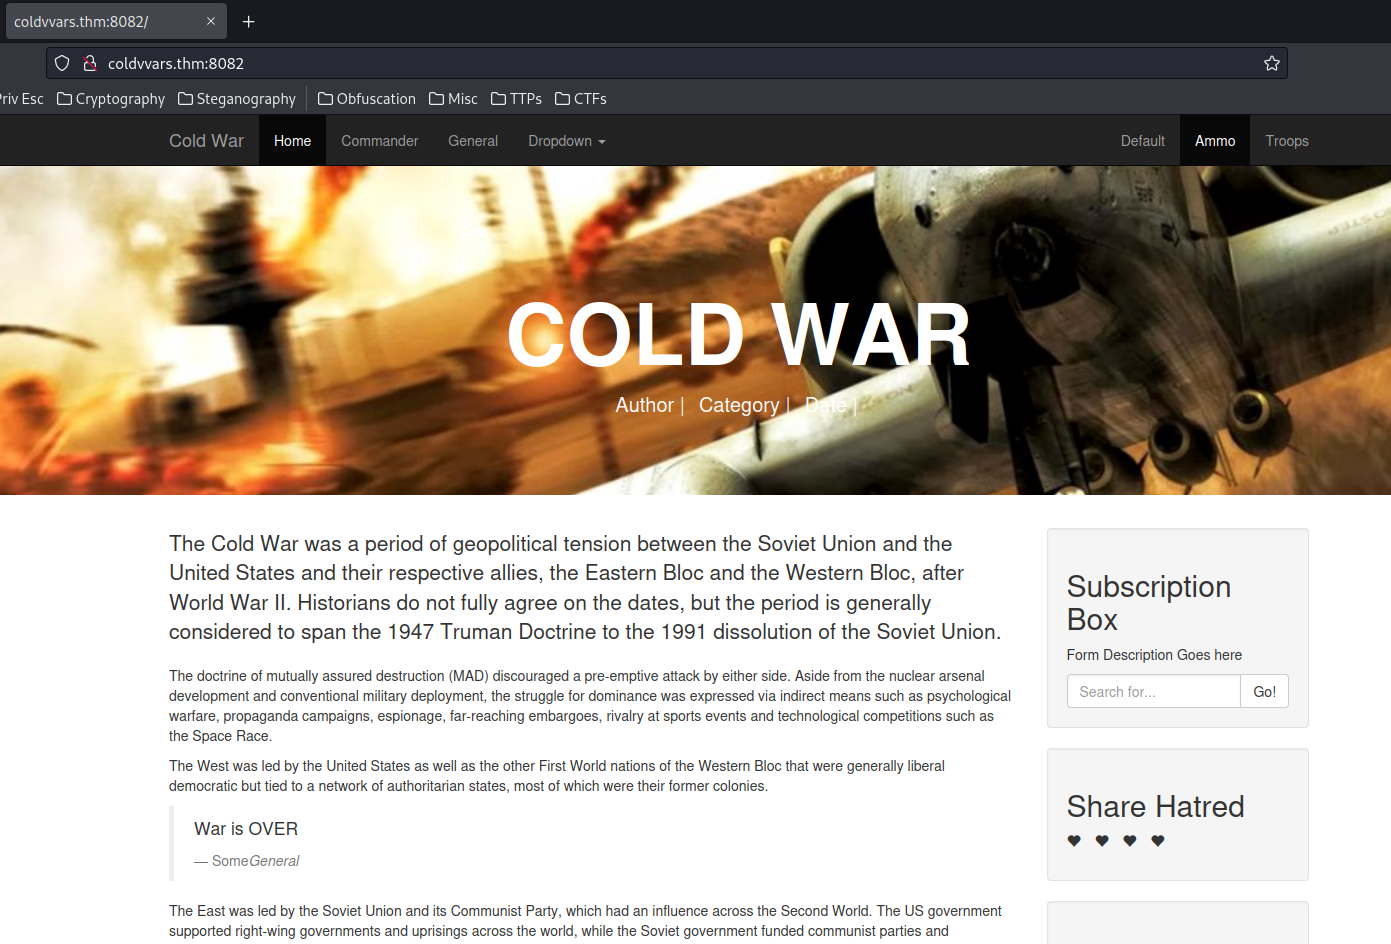 coldvvars.thm:8082/
coldvvars.thm:8082
Priv Esc Cryptography Steganography Obfuscation Misc TTPs CTFs
Cold War Home Commander General Dropdown Default Ammo Troops
COLD WAR
Author | Category | Date |
The Cold War was a period of geopolitical tension between the Soviet Union and the
United States and their respective allies, the Eastern Bloc and the Western Bloc, after
World War II. Historians do not fully agree on the dates, but the period is generally
considered to span the 1947 Truman Doctrine to the 1991 dissolution of the Soviet Union.
The doctrine of mutually assured destruction (MAD) discouraged a pre-emptive attack by either side. Aside from the nuclear arsenal
development and conventional military deployment, the struggle for dominance was expressed via indirect means such as psychological
warfare, propaganda campaigns, espionage, far-reaching embargoes, rivalry at sports events and technological competitions such as
the Space Race.
The West was led by the United States as well as the other First World nations of the Western Bloc that were generally liberal
democratic but tied to a network of authoritarian states, most of which were their former colonies.
War is OVER
— SomeGeneral
The East was led by the Soviet Union and its Communist Party, which had an influence across the Second World. The US government
supported right-wing governments and uprisings across the world, while the Soviet government funded communist parties and
Subscription
Box
Form Description Goes here
Search for... Go!
Share Hatred